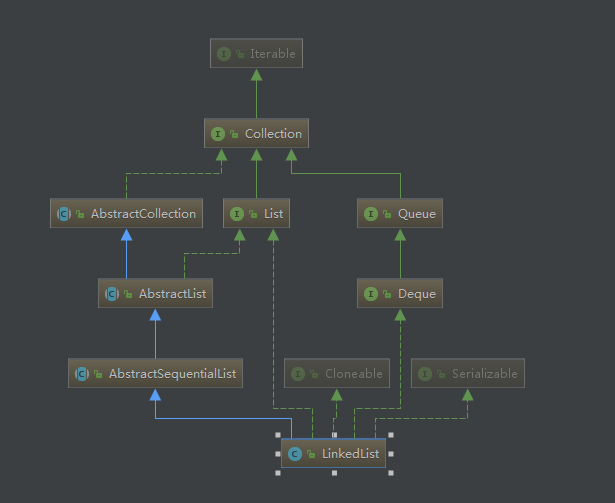 I Iterable
I Collection
C AbstractCollection
I List
I Queue
C AbstractList
I Deque
C AbstractSequentialList
I Cloneable
I Serializable
C LinkedList